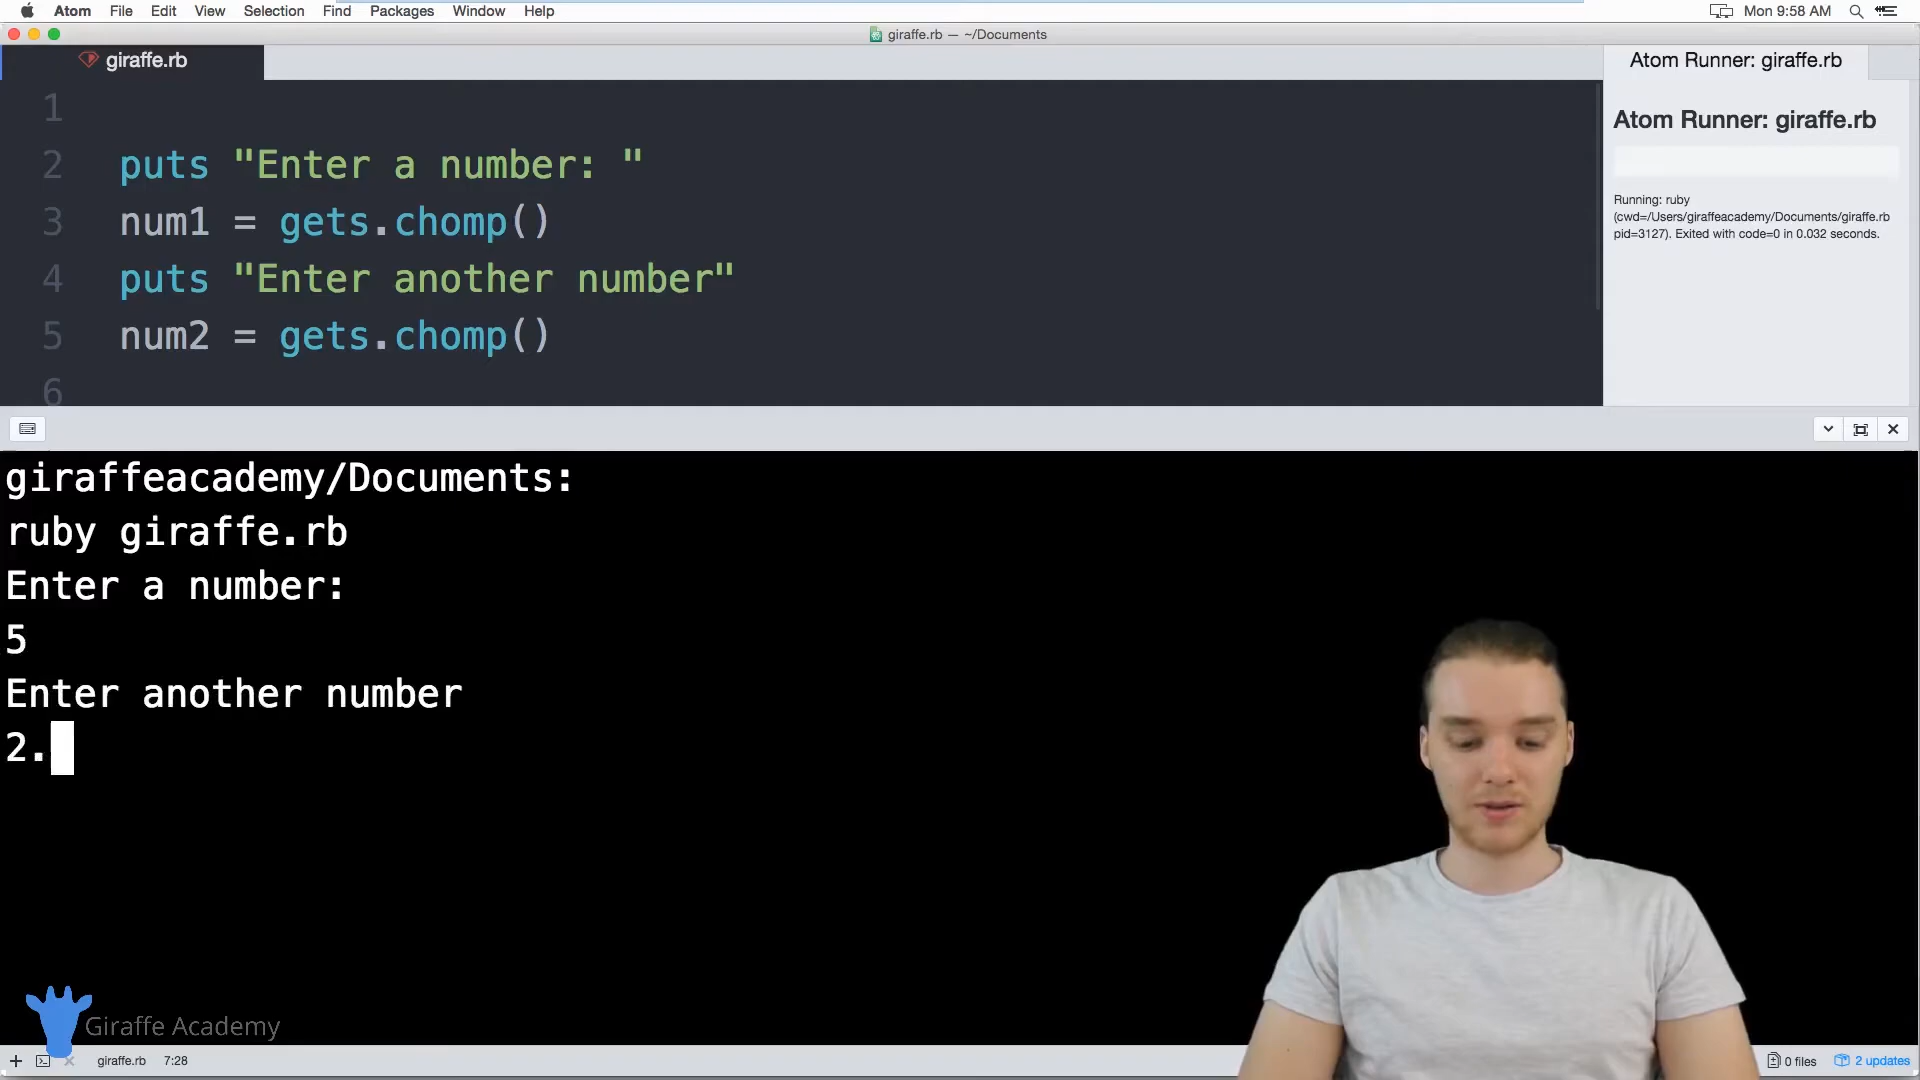 Atom File Edit View Selection Find Packages Window Help
Mon 9:58 AM
giraffe.rb — ~/Documents
giraffe.rb
Atom Runner: giraffe.rb
1
2 puts "Enter a number: "
3 num1 = gets.chomp()
4 puts "Enter another number"
5 num2 = gets.chomp()
6
Atom Runner: giraffe.rb
Running: ruby
(cwd=/Users/giraffeacademy/Documents/giraffe.rb
pid=3127). Exited with code=0 in 0.032 seconds.
giraffeacademy/Documents:
ruby giraffe.rb
Enter a number:
5
Enter another number
2.
Giraffe Academy
giraffe.rb 7:28
0 files 2 updates